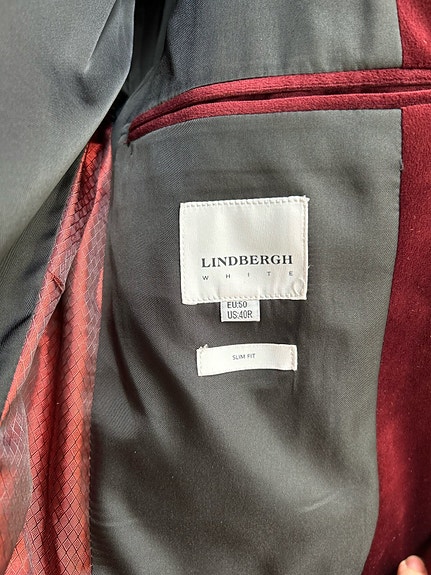 LINDBERGH
WHITE
EU:50
US:40R
SLIM FIT